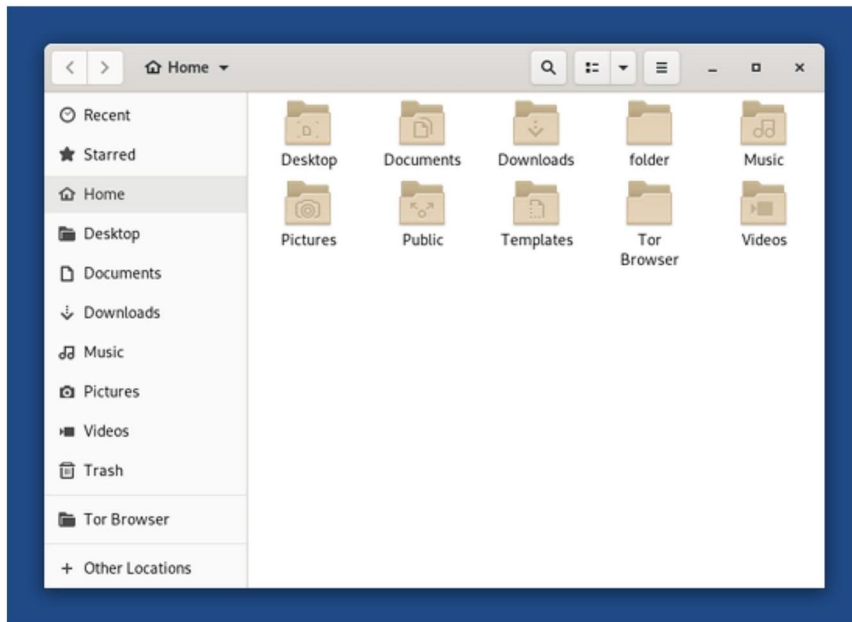 Home
Recent
Starred
Home
Desktop
Documents
Downloads
Music
Pictures
Videos
Trash
Tor Browser
Other Locations
Desktop Documents Downloads folder Music
Pictures Public Templates Tor Videos
Browser